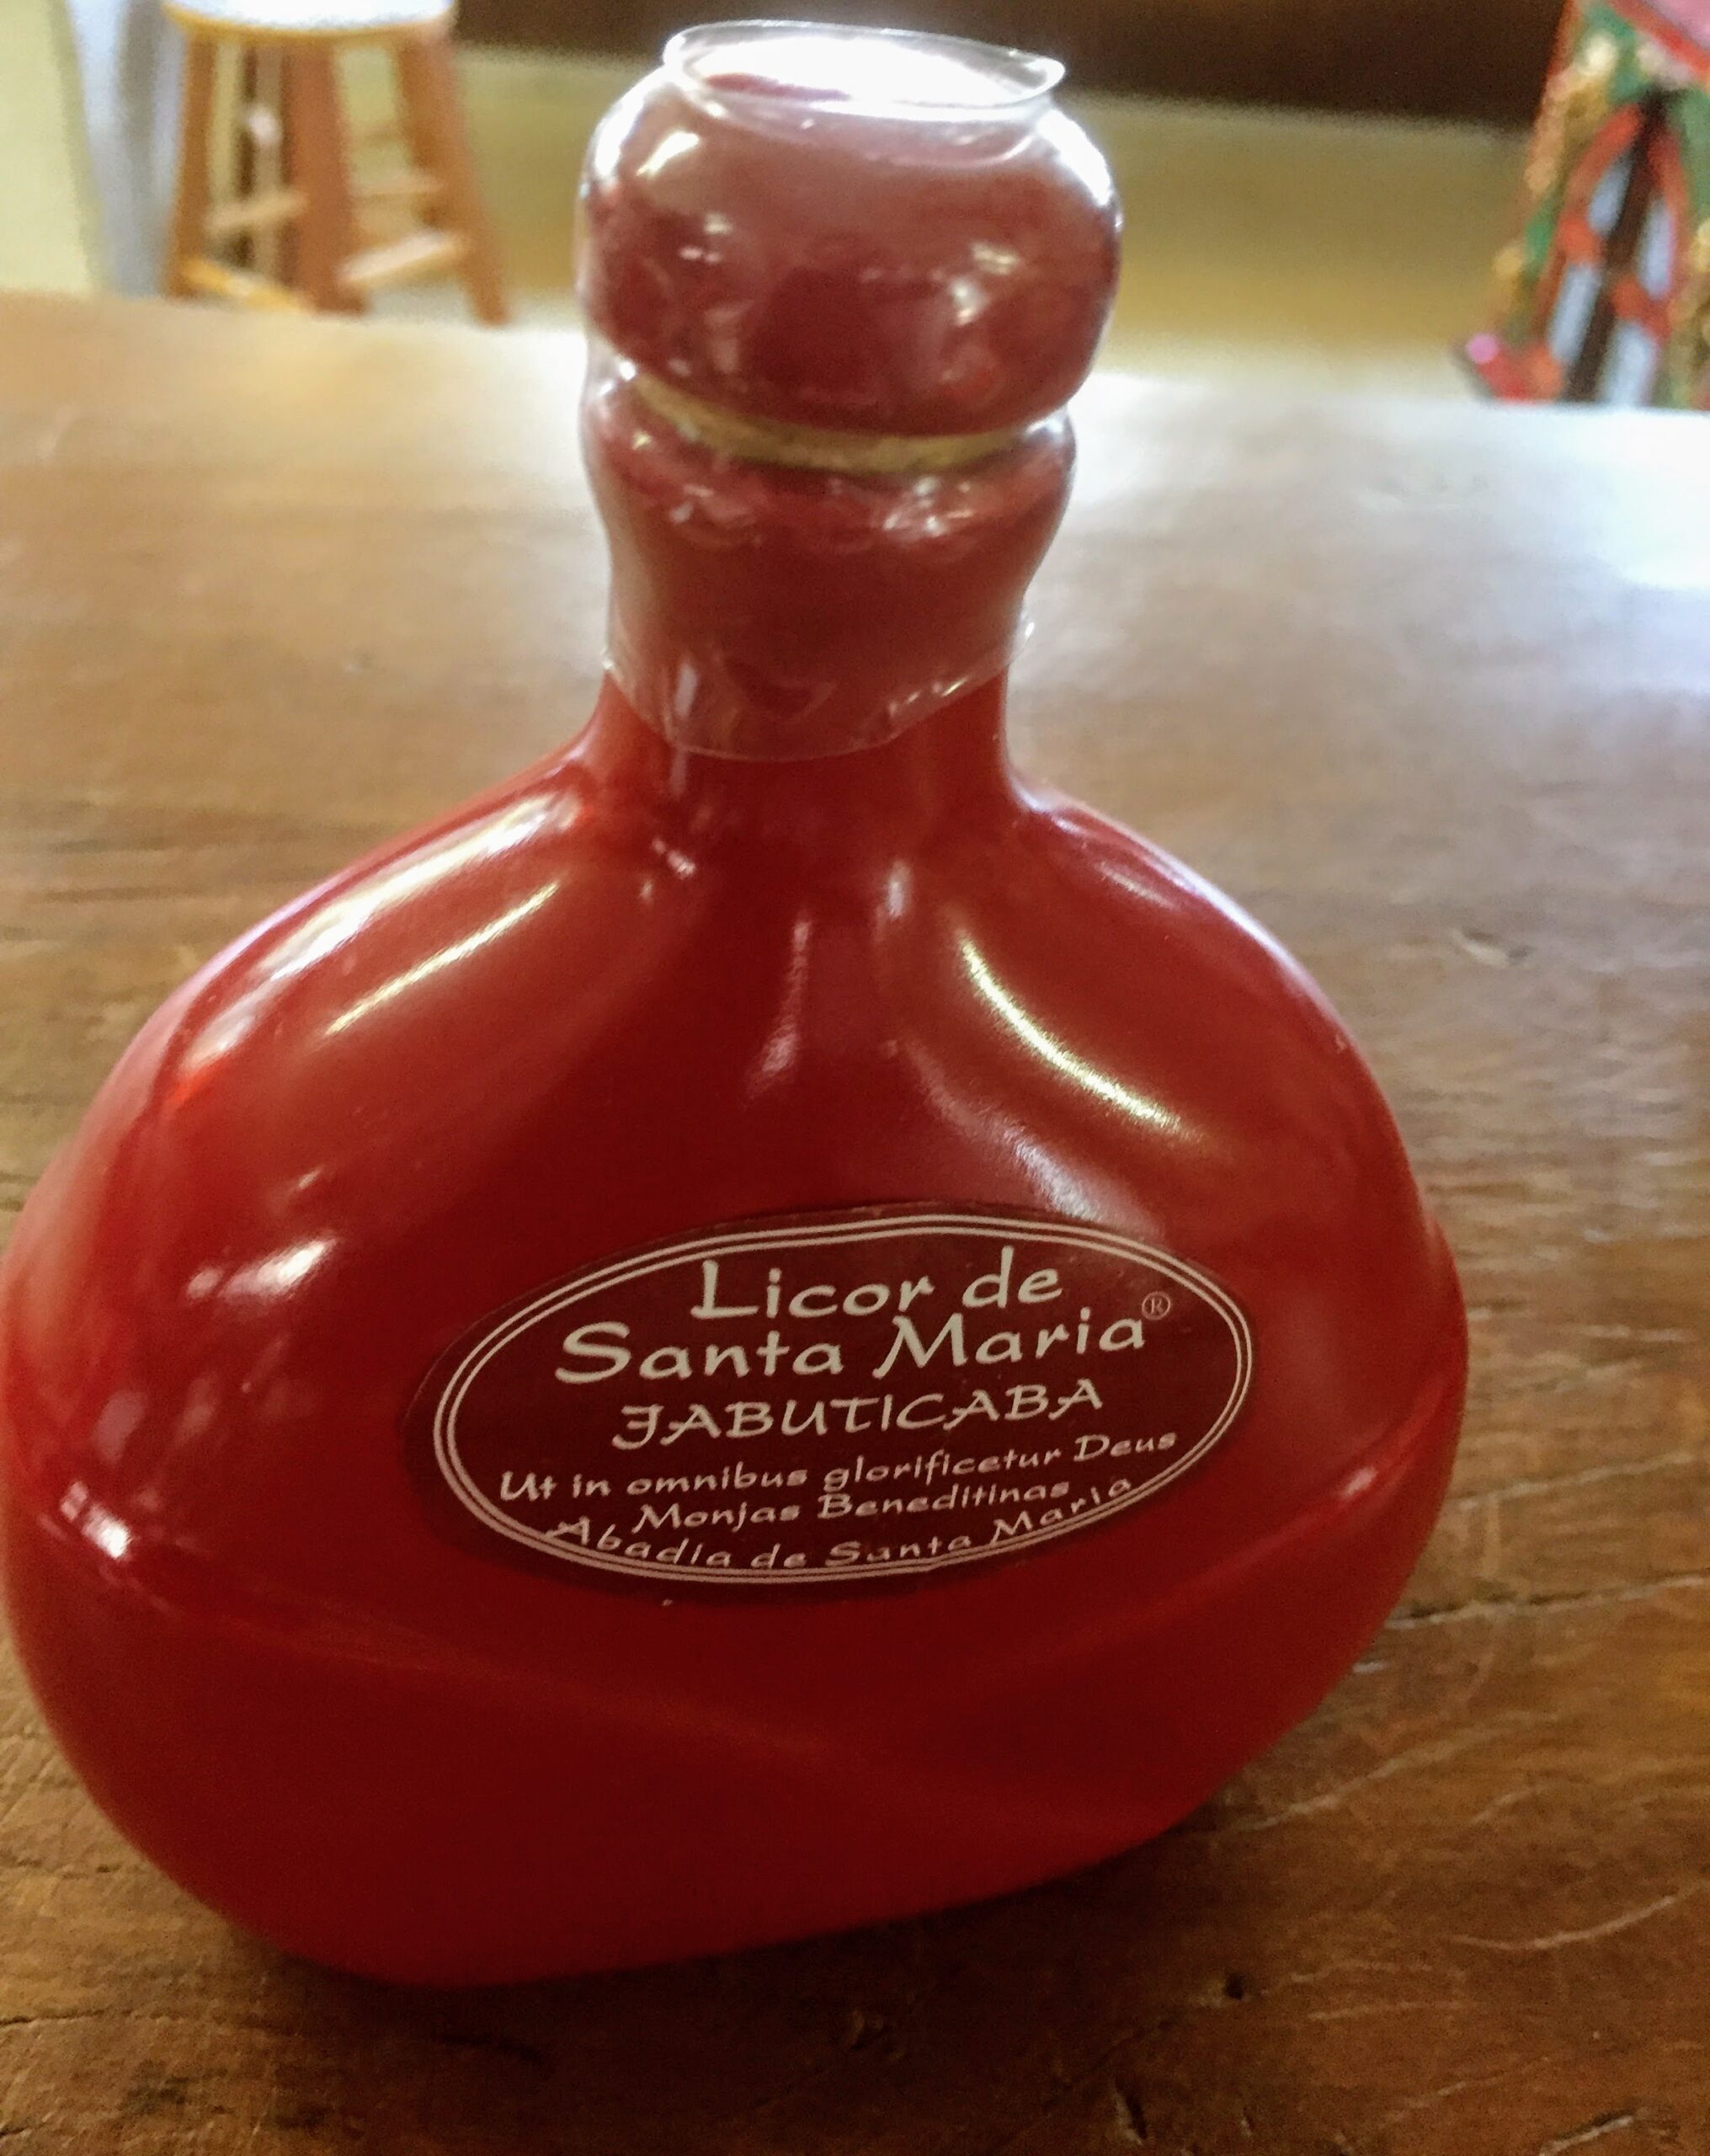 Licor de
Santa Maria®
JABUTICABA
Ut in omnibus glorificetur Deus
Monjas Beneditinas
Abadia de Santa Maria